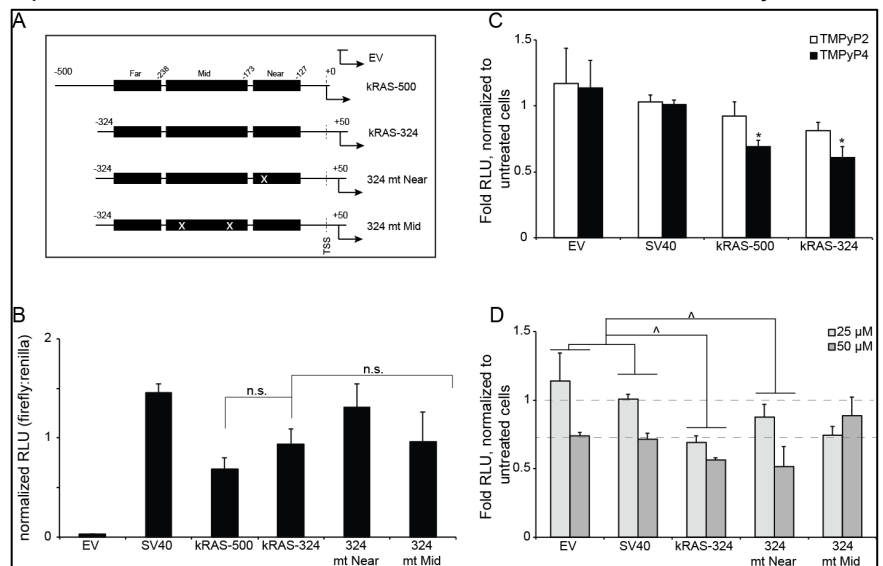 A
EV
-500
Far
-238
Mid
-173
Near
-127
+0
kRAS-500
-324
+50
kRAS-324
-324
+50
x
324 mt Near
-324
+50
x
x
324 mt Mid
TSS
B
normalized RLU (firefly:renilla)
2
1
0
n.s.
n.s.
EV
SV40
kRAS-500
kRAS-324
324
mt Near
324
mt Mid
C
Fold RLU, normalized to
untreated cells
TMPyP2
TMPyP4
1.5
1
0.5
0
*
*
EV
SV40
kRAS-500
kRAS-324
D
Fold RLU, normalized to
untreated cells
25 µM
50 µM
1.5
1
0.5
0
^
^
EV
SV40
kRAS-324
324
mt Near
324
mt Mid